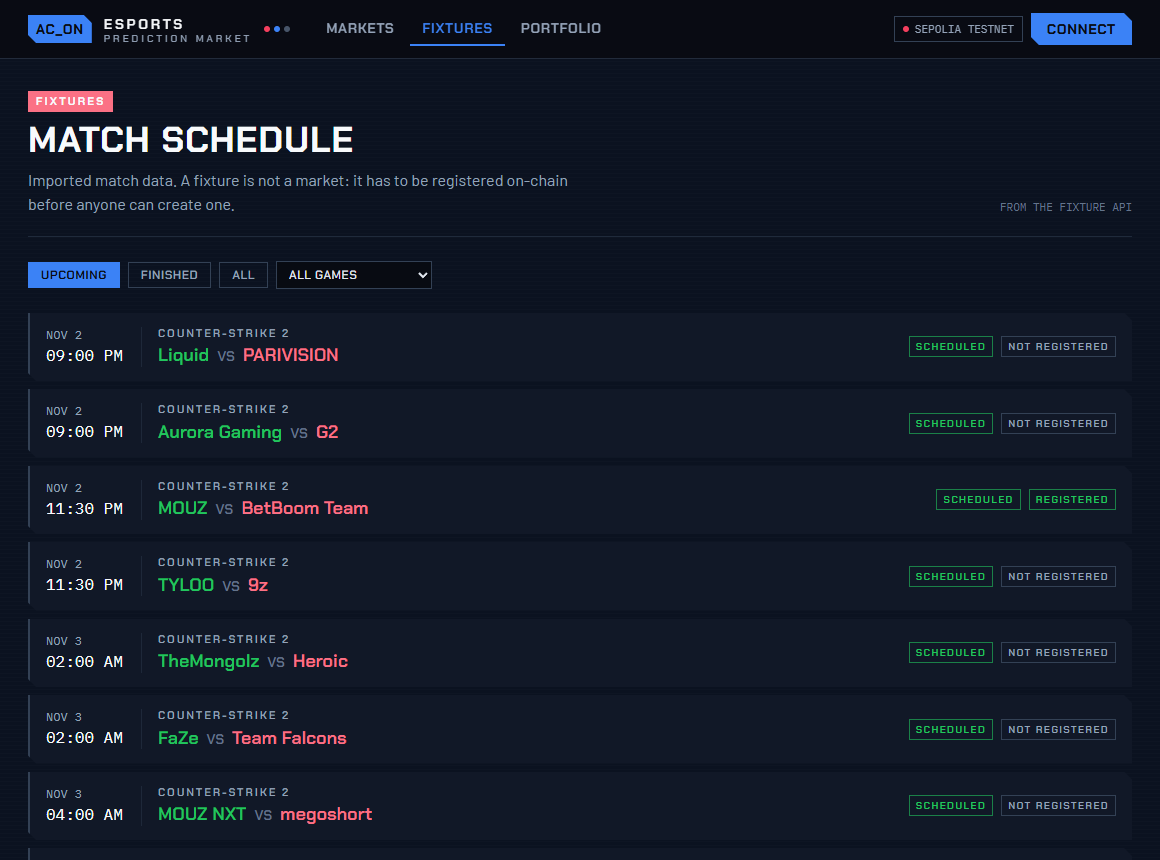 AC_ON ESPORTS
PREDICTION MARKET
MARKETS FIXTURES PORTFOLIO
SEPOLIA TESTNET CONNECT
FIXTURES
MATCH SCHEDULE
Imported match data. A fixture is not a market: it has to be registered on-chain
before anyone can create one.
FROM THE FIXTURE API
UPCOMING FINISHED ALL ALL GAMES
NOV 2 COUNTER-STRIKE 2
09:00 PM Liquid VS PARIVISION SCHEDULED NOT REGISTERED
NOV 2 COUNTER-STRIKE 2
09:00 PM Aurora Gaming VS G2 SCHEDULED NOT REGISTERED
NOV 2 COUNTER-STRIKE 2
11:30 PM MOUZ VS BetBoom Team SCHEDULED REGISTERED
NOV 2 COUNTER-STRIKE 2
11:30 PM TYLOO VS 9z SCHEDULED NOT REGISTERED
NOV 3 COUNTER-STRIKE 2
02:00 AM TheMongolz VS Heroic SCHEDULED NOT REGISTERED
NOV 3 COUNTER-STRIKE 2
02:00 AM FaZe VS Team Falcons SCHEDULED NOT REGISTERED
NOV 3 COUNTER-STRIKE 2
04:00 AM MOUZ NXT VS megoshort SCHEDULED NOT REGISTERED